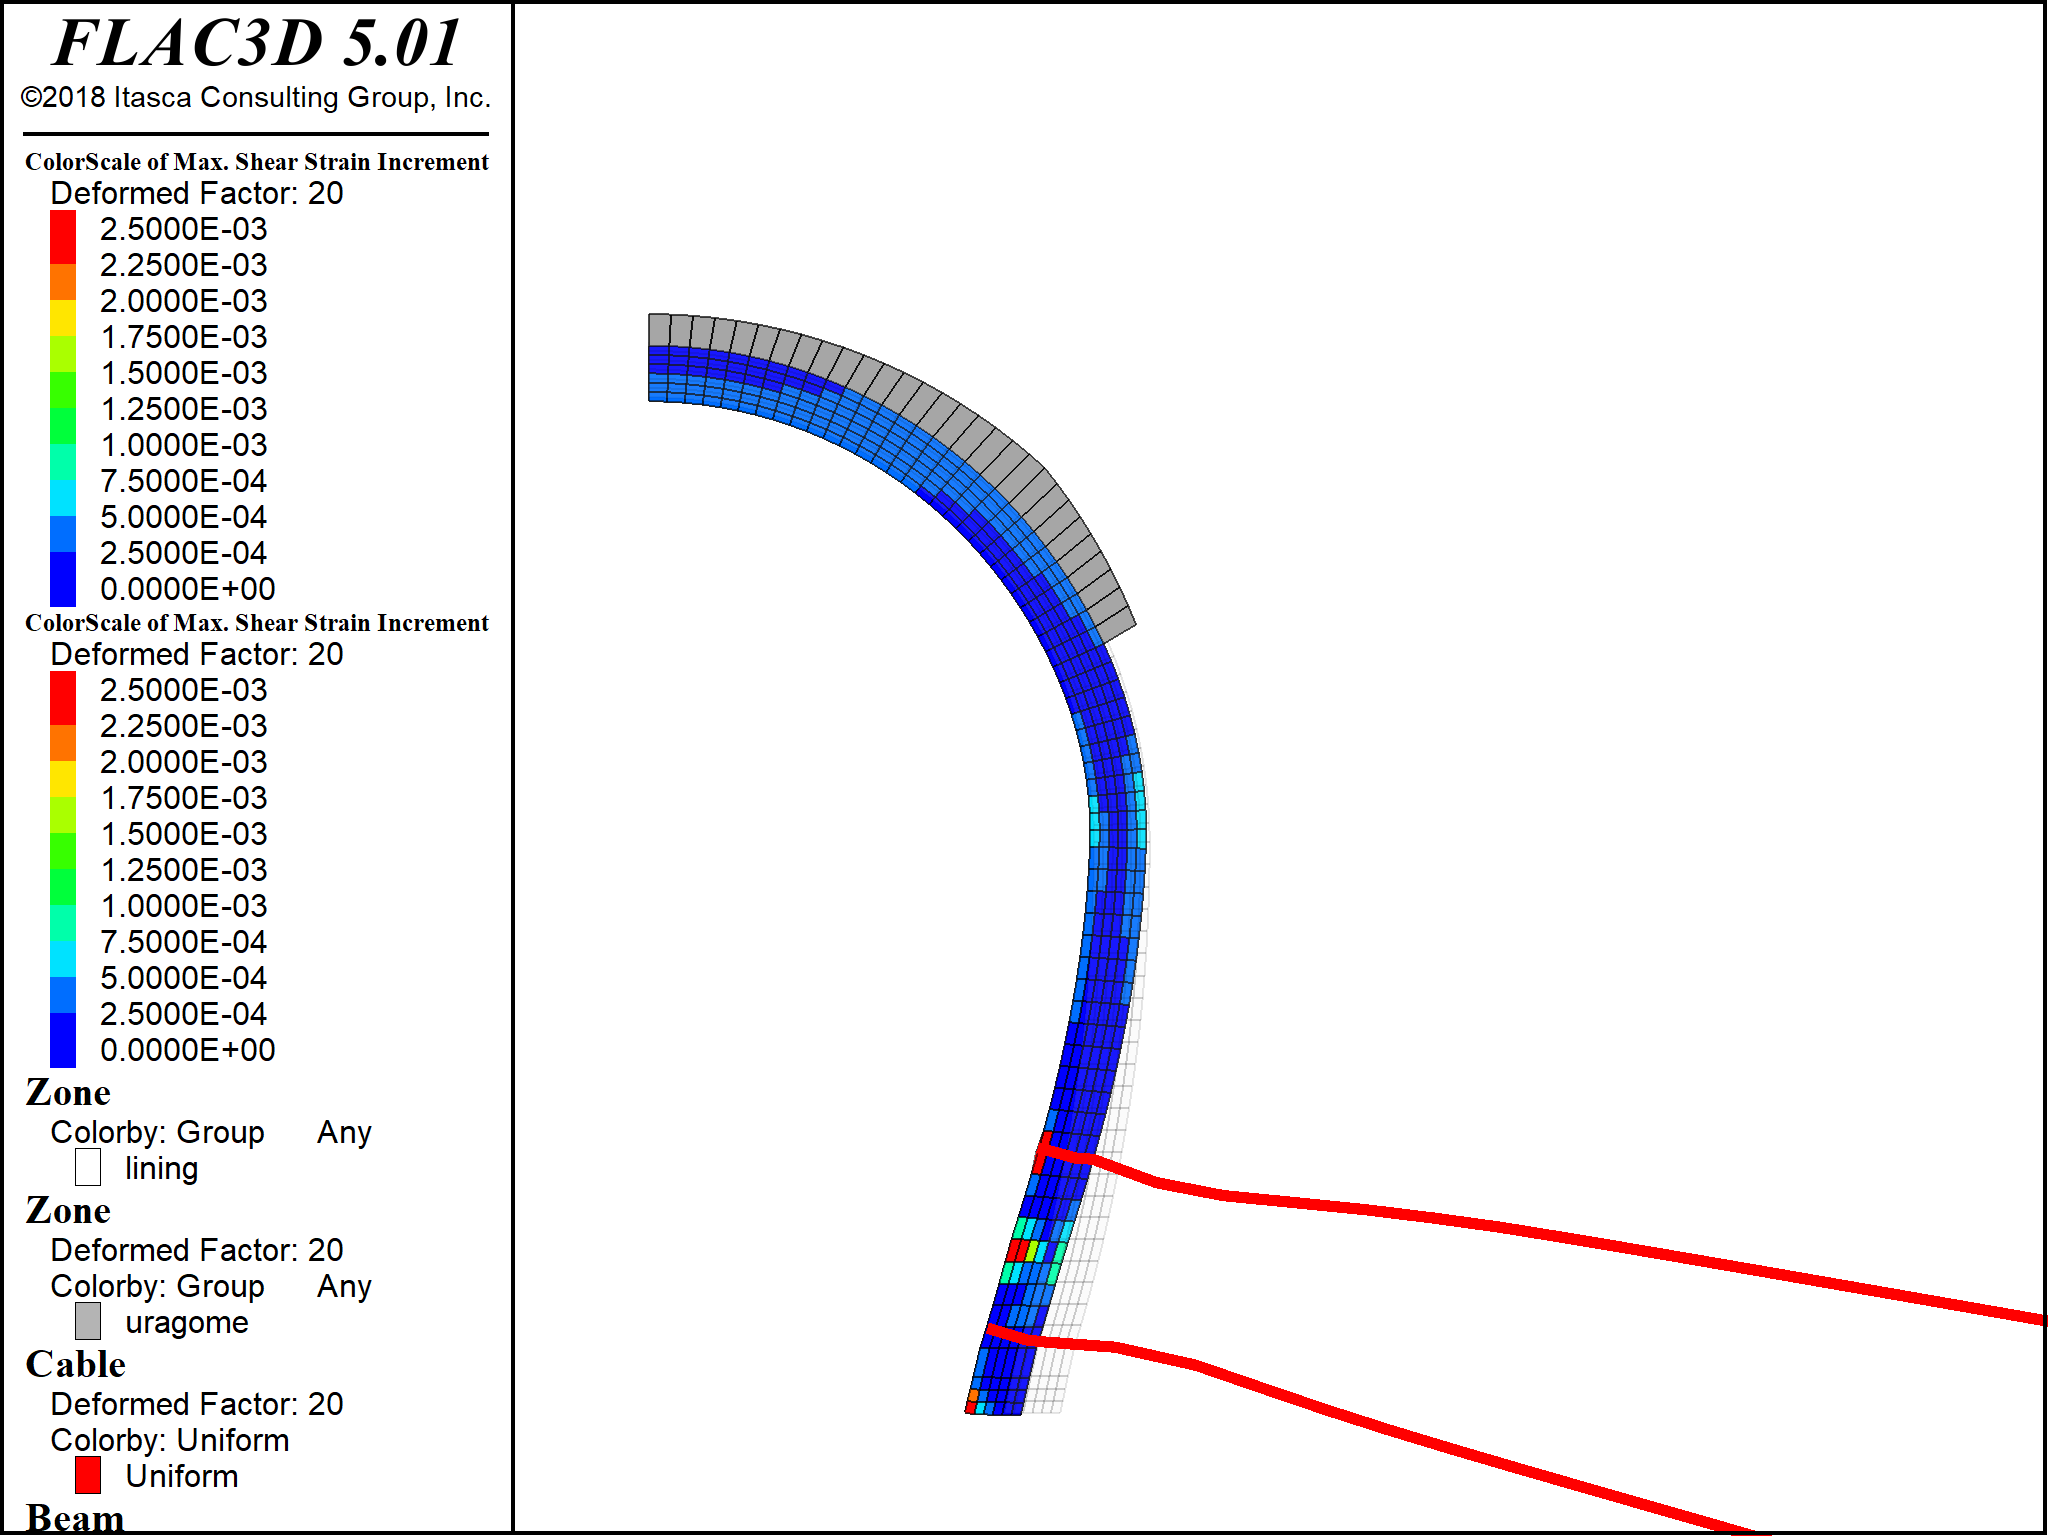 FLAC3D 5.01
©2018 Itasca Consulting Group, Inc.
ColorScale of Max. Shear Strain Increment
Deformed Factor: 20
2.5000E-03
2.2500E-03
2.0000E-03
1.7500E-03
1.5000E-03
1.2500E-03
1.0000E-03
7.5000E-04
5.0000E-04
2.5000E-04
0.0000E+00
ColorScale of Max. Shear Strain Increment
Deformed Factor: 20
2.5000E-03
2.2500E-03
2.0000E-03
1.7500E-03
1.5000E-03
1.2500E-03
1.0000E-03
7.5000E-04
5.0000E-04
2.5000E-04
0.0000E+00
Zone
Colorby: Group Any
lining
Zone
Deformed Factor: 20
Colorby: Group Any
uragome
Cable
Deformed Factor: 20
Colorby: Uniform
Uniform
Beam